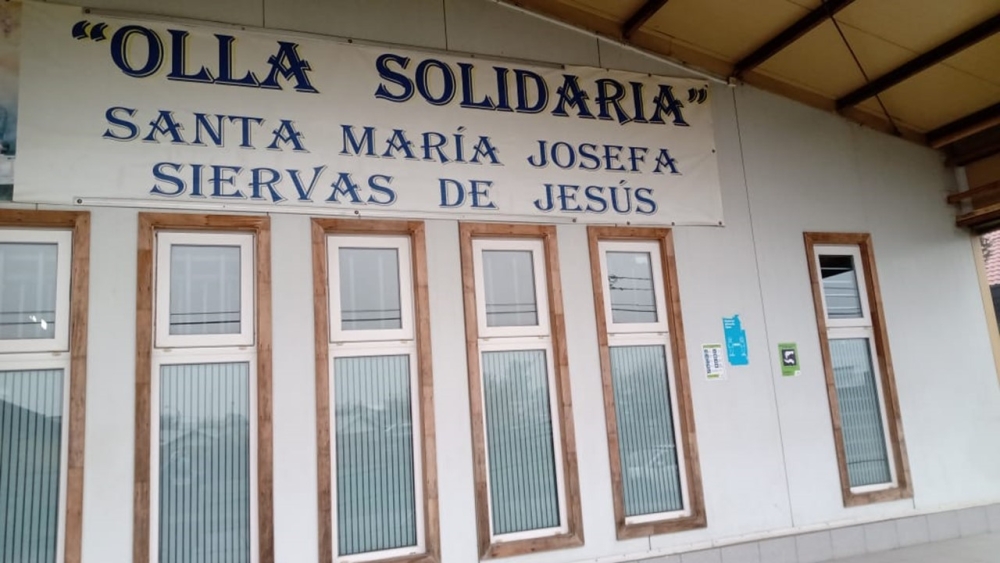 "OLLA SOLIDARIA"
SANTA MARÍA JOSEFA
SIERVAS DE JESÚS